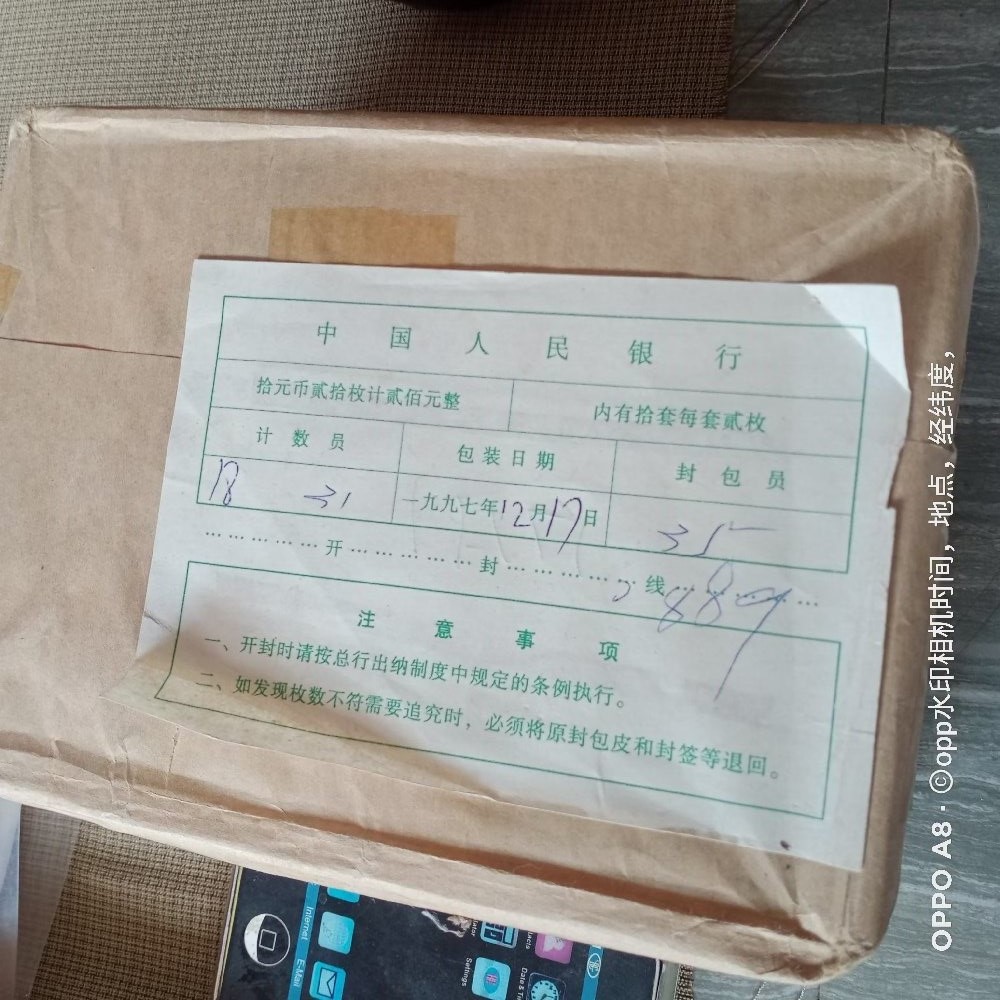 中国人民银行
拾元币贰拾枚计贰佰元整 内有拾套每套贰枚
计数员 包装日期 封包员
31 一九九七年12月17日 35
……………开……………封……………线……………
889
注意事项
一、开封时请按总行出纳制度中规定的条例执行。
二、如发现枚数不符需要追究时，必须将原封包皮和封签等退回。
OPPO A8 · ©opp水印相机时间，地点，经纬度，
Internet
E-Mail
Settings